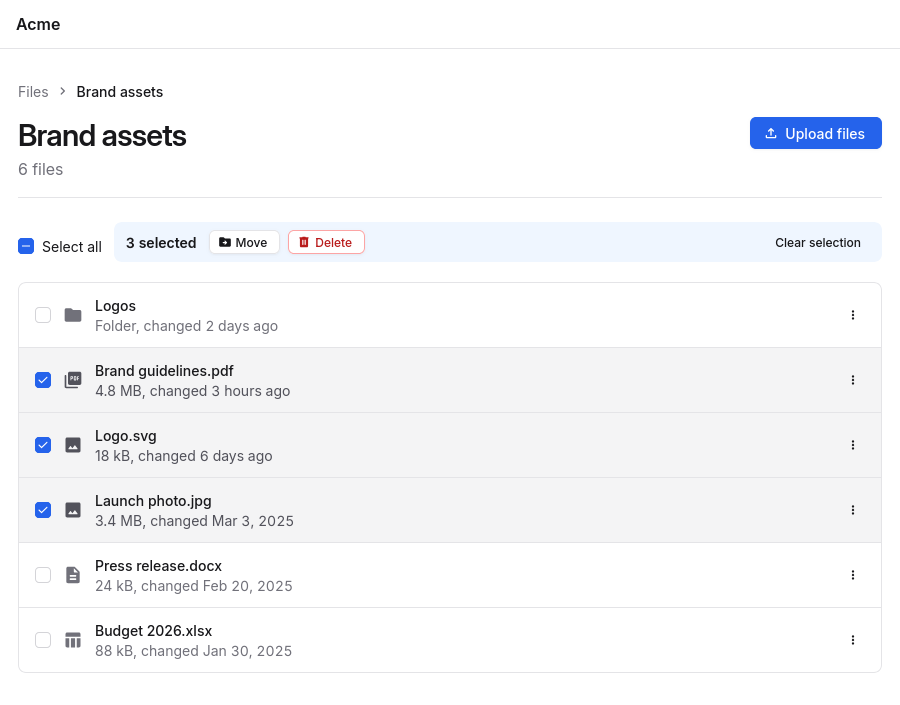 Acme
Files
Brand assets
Brand assets
Upload files
6 files
Select all
3 selected
Move
Delete
Clear selection
Logos
Folder, changed 2 days ago
PDF
Brand guidelines.pdf
4.8 MB, changed 3 hours ago
Logo.svg
18 kB, changed 6 days ago
Launch photo.jpg
3.4 MB, changed Mar 3, 2025
Press release.docx
24 kB, changed Feb 20, 2025
Budget 2026.xlsx
88 kB, changed Jan 30, 2025